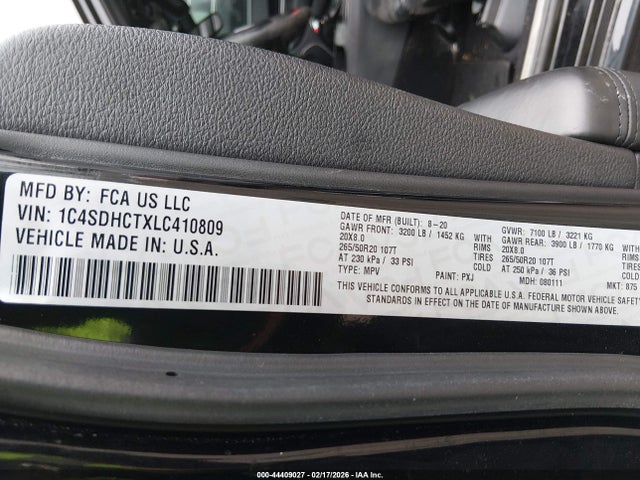 MFD BY: FCA US LLC
VIN: 1C4SDHCTXLC410809
VEHICLE MADE IN: U.S.A.
DATE OF MFR (BUILT): 8-20
GVWR: 7100 LB / 3221 KG
GAWR FRONT: 3200 LB / 1452 KG
GAWR REAR: 3900 LB / 1770 KG WITH
20X8.0
RIMS
20X8.0
RIMS
265/50R20 107T
TIRES
265/50R20 107T
TIRES
AT 230 kPa / 33 PSI
COLD
AT 250 kPa / 36 PSI
COLD
TYPE: MPV
PAINT: PXJ
MDH: 080111
MKT: 875
THIS VEHICLE CONFORMS TO ALL APPLICABLE U.S.A. FEDERAL MOTOR VEHICLE SAFETY
STANDARDS IN EFFECT ON THE DATE OF MANUFACTURE SHOWN ABOVE.
000-44409027 - 02/17/2026 - IAA Inc.